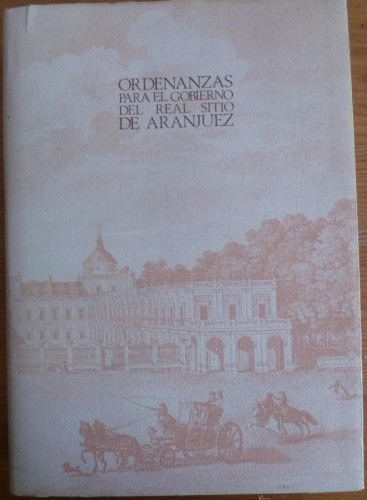 ORDENANZAS
PARA EL GOBIERNO
DEL REAL SITIO
DE ARANJUEZ